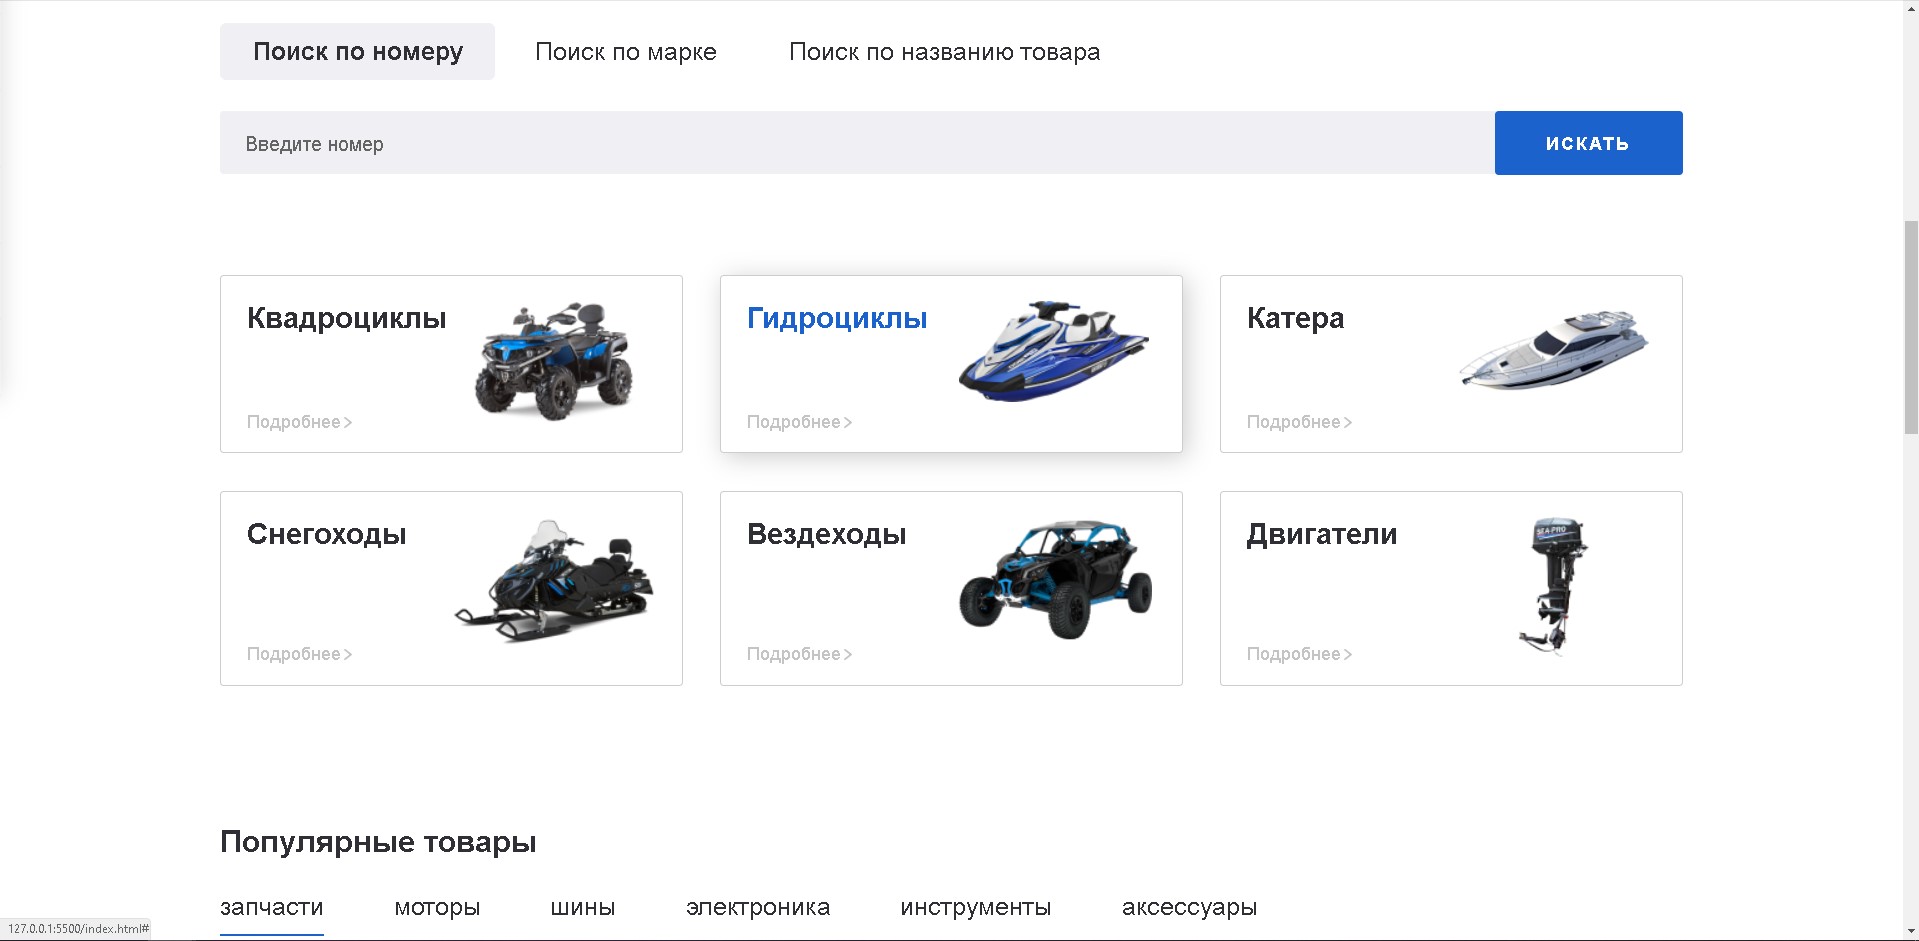 Поиск по номеру Поиск по марке Поиск по названию товара
Введите номер ИСКАТЬ
Квадроциклы Гидроциклы Катера
Подробнее> Подробнее> Подробнее>
Снегоходы Вездеходы Двигатели
SEA-PRO
Подробнее> Подробнее> Подробнее>
Популярные товары
запчасти моторы шины электроника инструменты аксессуары
127.0.0.1:5500/index.html#